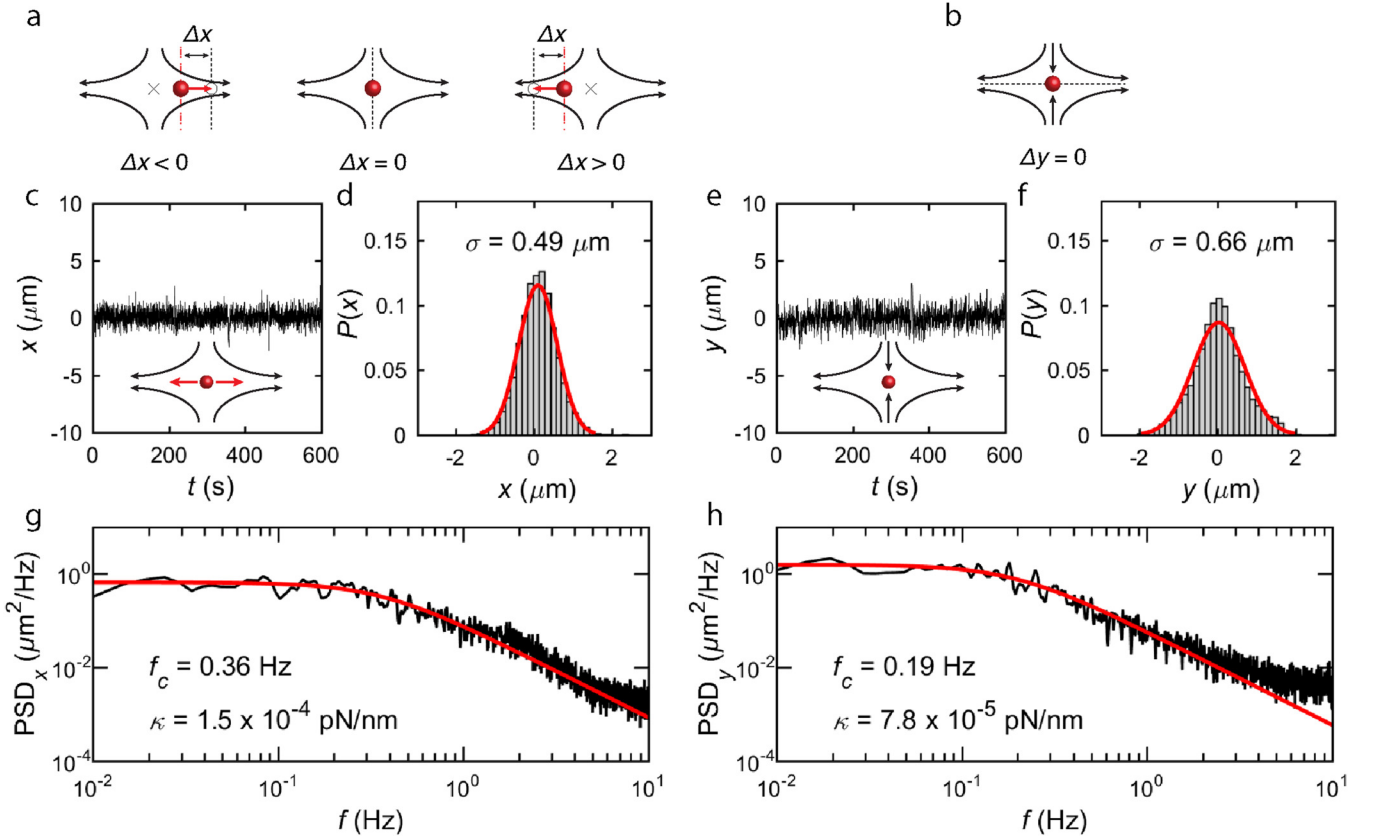 a
Δx
Δx
Δx < 0
Δx = 0
Δx > 0
b
Δy = 0
c
10
5
0
-5
-10
x (μm)
0 200 400 600
t (s)
d
0.15
0.1
0.05
0
P(x)
σ = 0.49 μm
-2 0 2
x (μm)
e
10
5
0
-5
-10
y (μm)
0 200 400 600
t (s)
f
0.15
0.1
0.05
0
P(y)
σ = 0.66 μm
-2 0 2
y (μm)
g
10⁰
10⁻²
10⁻⁴
PSDₓ (μm²/Hz)
f_c = 0.36 Hz
κ = 1.5 x 10⁻⁴ pN/nm
10⁻² 10⁻¹ 10⁰ 10¹
f (Hz)
h
10⁰
10⁻²
10⁻⁴
PSD_y (μm²/Hz)
f_c = 0.19 Hz
κ = 7.8 x 10⁻⁵ pN/nm
10⁻² 10⁻¹ 10⁰ 10¹
f (Hz)